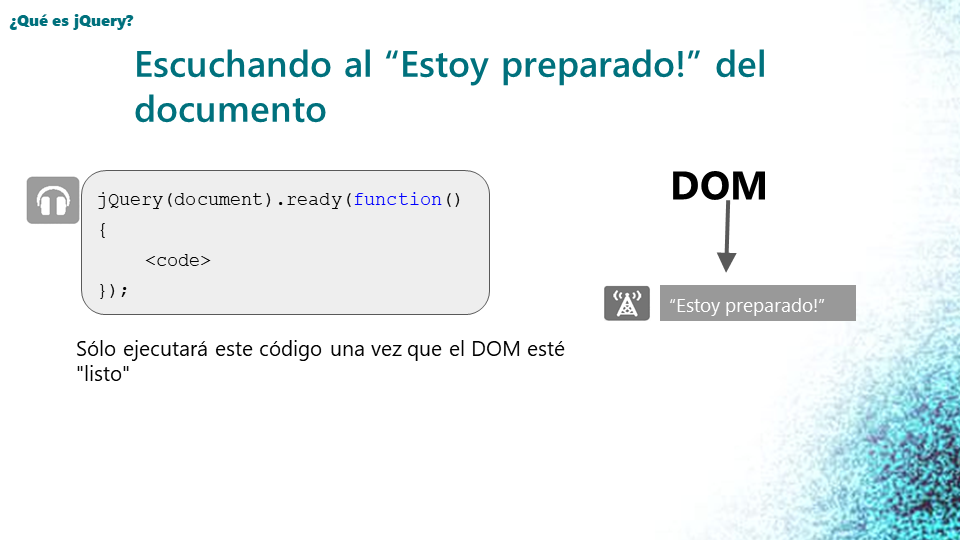 ¿Qué es jQuery?
Escuchando al “Estoy preparado!” del
documento
jQuery(document).ready(function()
{
<code>
});
Sólo ejecutará este código una vez que el DOM esté
"listo"
DOM
“Estoy preparado!”